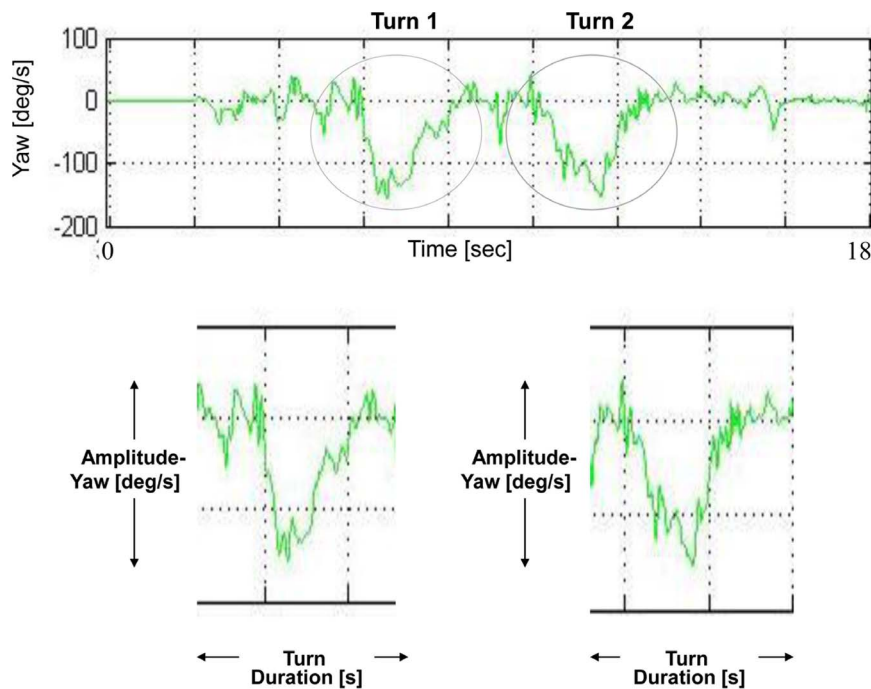 Turn 1
Turn 2
100
0
-100
-200
Yaw [deg/s]
0
Time [sec]
18
Amplitude-
Yaw [deg/s]
Amplitude-
Yaw [deg/s]
Turn
Duration [s]
Turn
Duration [s]